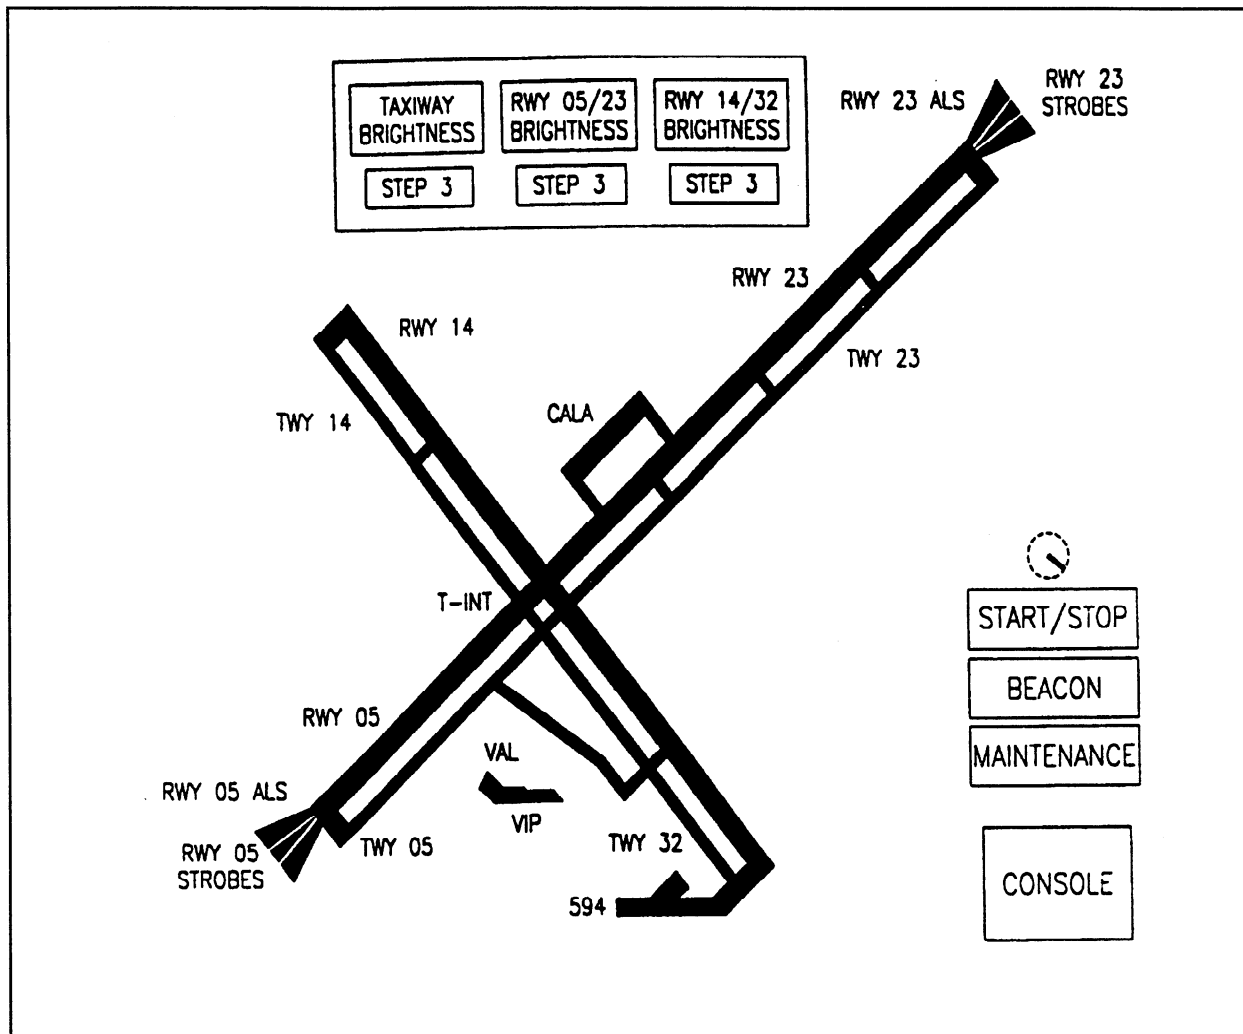 TAXIWAY
BRIGHTNESS
RWY 05/23
BRIGHTNESS
RWY 14/32
BRIGHTNESS
STEP 3
STEP 3
STEP 3
RWY 23 ALS
RWY 23
STROBES
RWY 23
RWY 14
TWY 23
TWY 14
CALA
T-INT
START/STOP
BEACON
MAINTENANCE
RWY 05
VAL
VIP
RWY 05 ALS
RWY 05
STROBES
TWY 05
TWY 32
594
CONSOLE